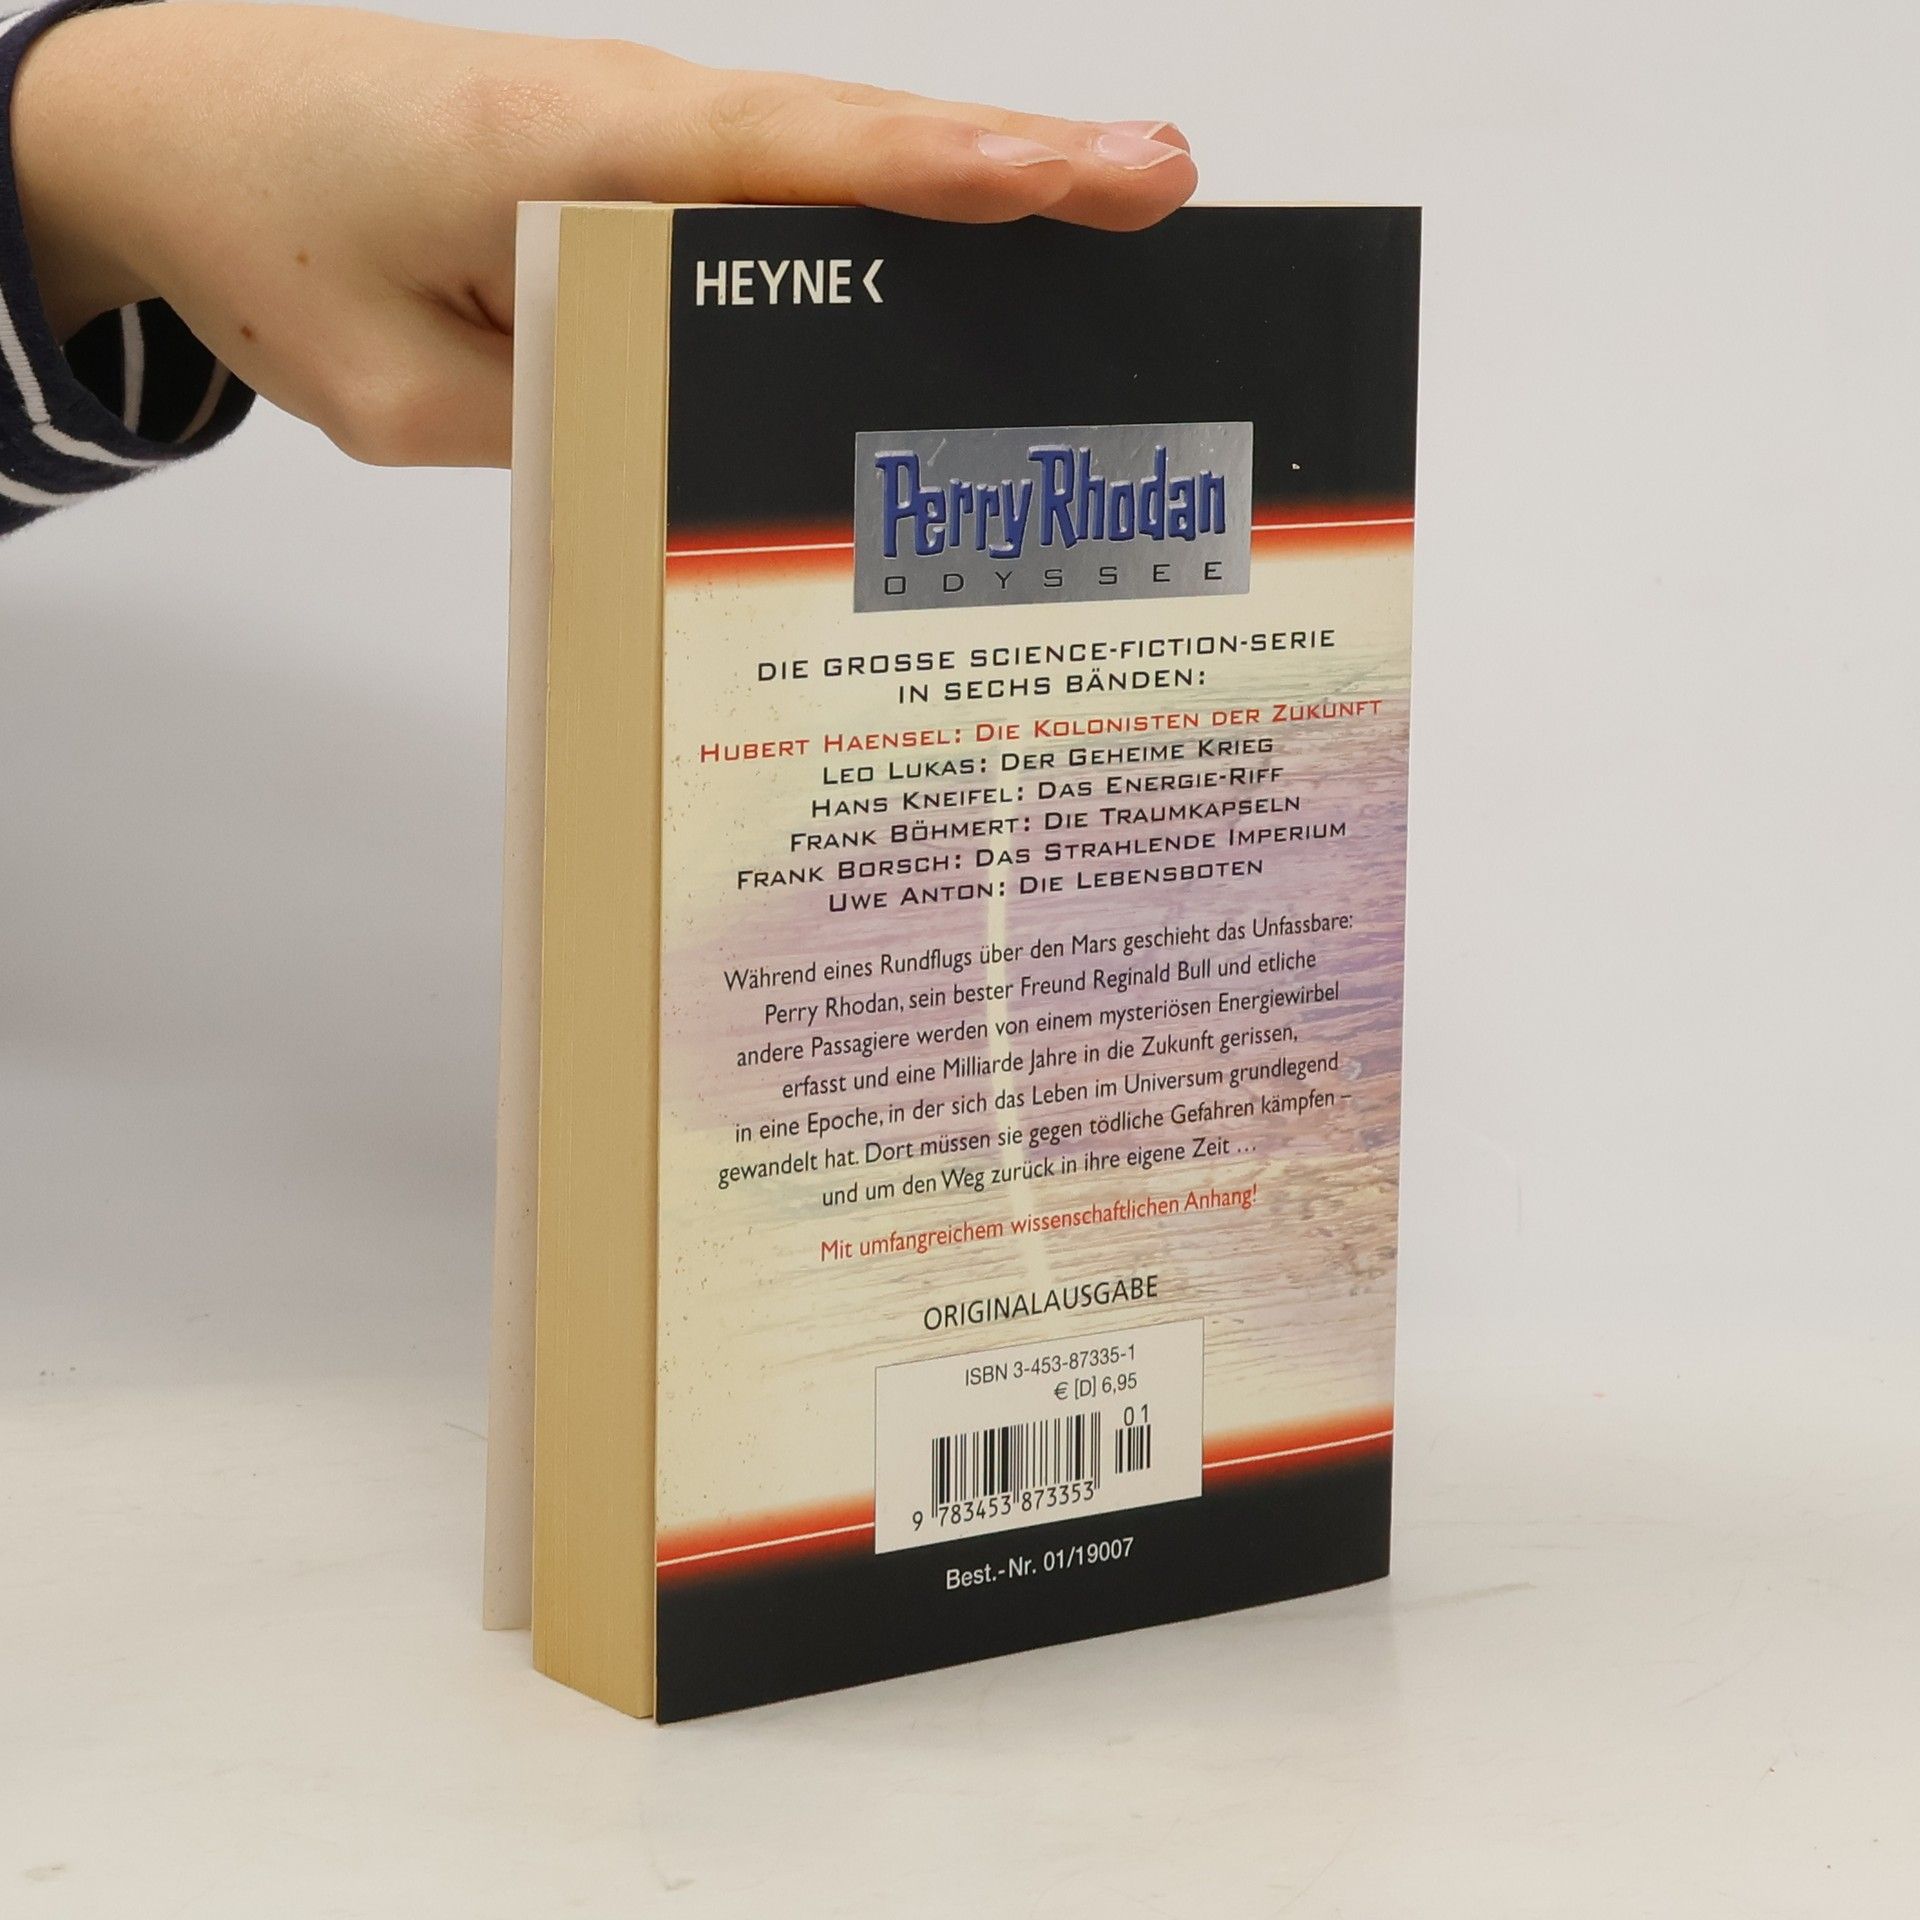 HEYNE<
Perry Rhodan
ODYSSEE
DIE GROSSE SCIENCE-FICTION-SERIE
IN SECHS BÄNDEN:
HUBERT HAENSEL: DIE KOLONISTEN DER ZUKUNFT
LEO LUKAS: DER GEHEIME KRIEG
HANS KNEIFEL: DAS ENERGIE-RIFF
FRANK BÖHMERT: DIE TRAUMKAPSELN
FRANK BORSCH: DAS STRAHLENDE IMPERIUM
UWE ANTON: DIE LEBENSBOTEN
Während eines Rundflugs über den Mars geschieht das Unfassbare:
Perry Rhodan, sein bester Freund Reginald Bull und etliche
andere Passagiere werden von einem mysteriösen Energiewirbel
erfasst und eine Milliarde Jahre in die Zukunft gerissen,
in eine Epoche, in der sich das Leben im Universum grundlegend
gewandelt hat. Dort müssen sie gegen tödliche Gefahren kämpfen –
und um den Weg zurück in ihre eigene Zeit ...
Mit umfangreichem wissenschaftlichen Anhang!
ORIGINALAUSGABE
ISBN 3-453-87335-1
€ [D] 6,95
01
9 783453 873353
Best.-Nr. 01/19007